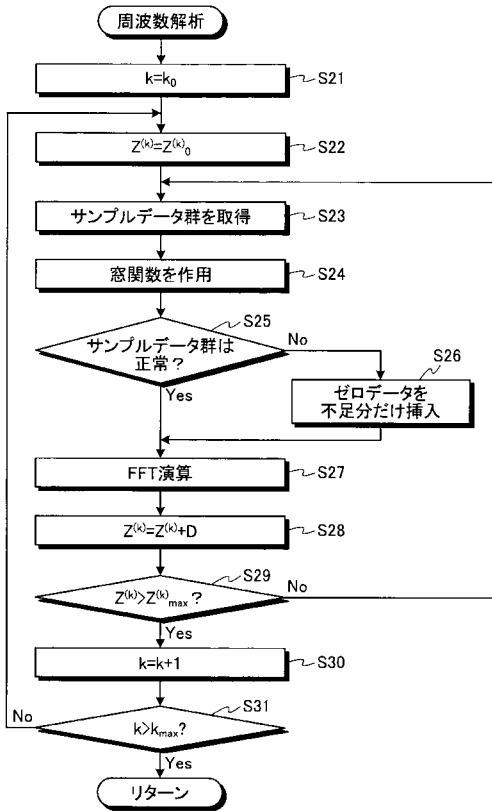 周波数解析
k=k₀
S21
Z⁽ᵏ⁾=Z⁽ᵏ⁾₀
S22
サンプルデータ群を取得
S23
窓関数を作用
S24
S25
サンプルデータ群は
正常?
No
Yes
S26
ゼロデータを
不足分だけ挿入
FFT演算
S27
Z⁽ᵏ⁾=Z⁽ᵏ⁾+D
S28
S29
Z⁽ᵏ⁾>Z⁽ᵏ⁾max?
No
Yes
k=k+1
S30
S31
No
k>kmax?
Yes
リターン